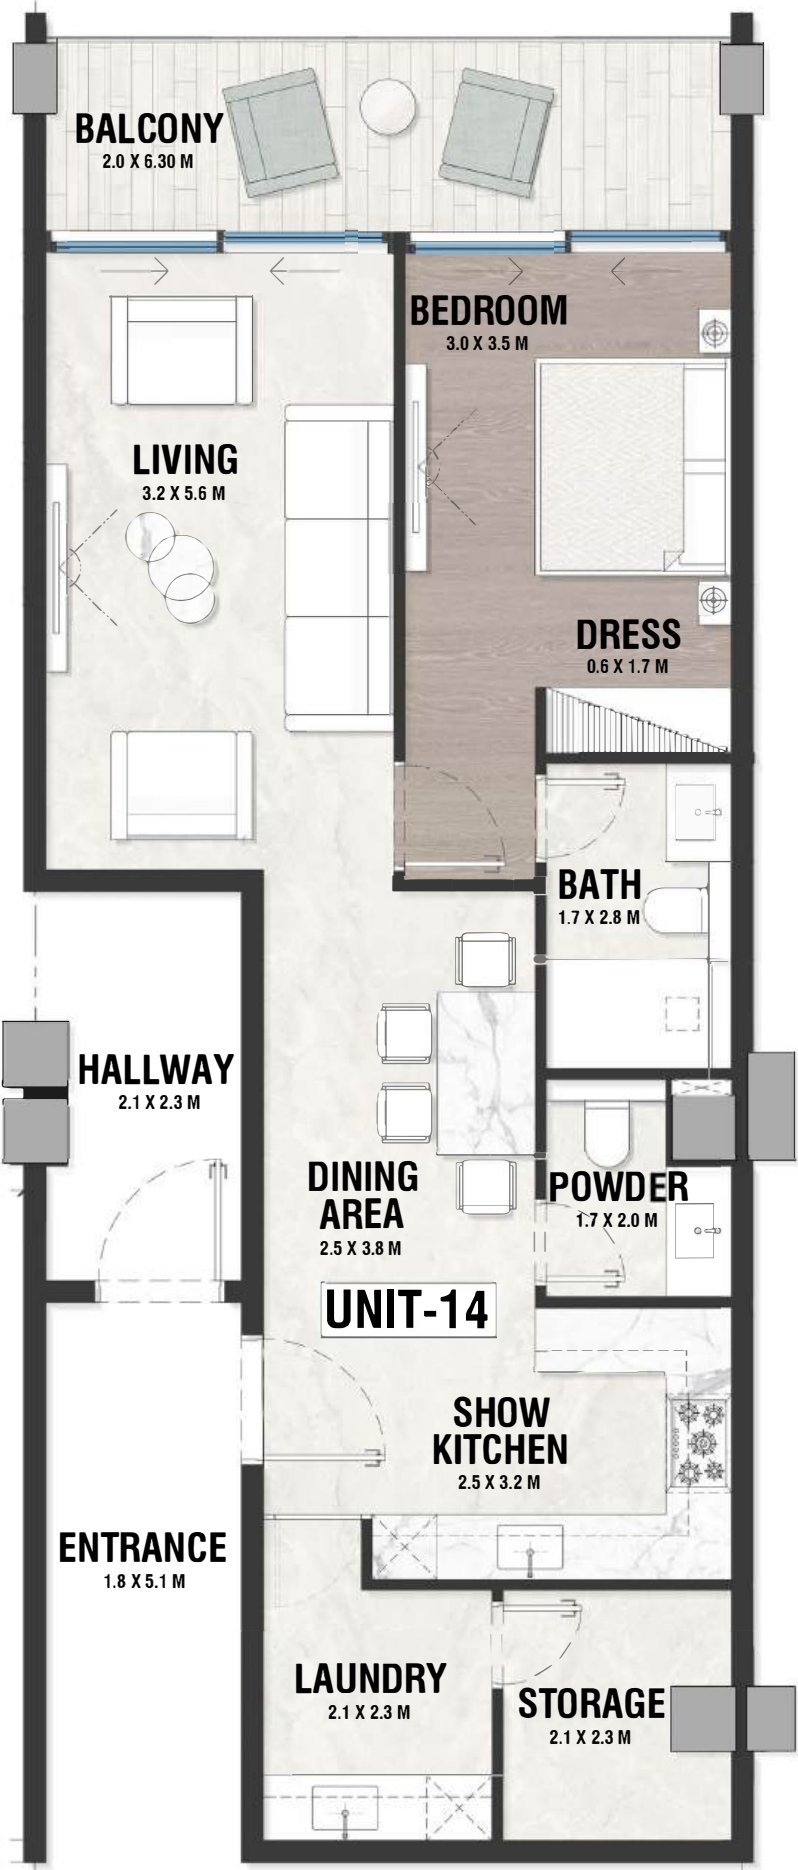 BALCONY
2.0 X 6.30 M
BEDROOM
3.0 X 3.5 M
LIVING
3.2 X 5.6 M
DRESS
0.6 X 1.7 M
BATH
1.7 X 2.8 M
HALLWAY
2.1 X 2.3 M
DINING
AREA
2.5 X 3.8 M
POWDER
1.7 X 2.0 M
UNIT-14
SHOW
KITCHEN
2.5 X 3.2 M
ENTRANCE
1.8 X 5.1 M
LAUNDRY
2.1 X 2.3 M
STORAGE
2.1 X 2.3 M